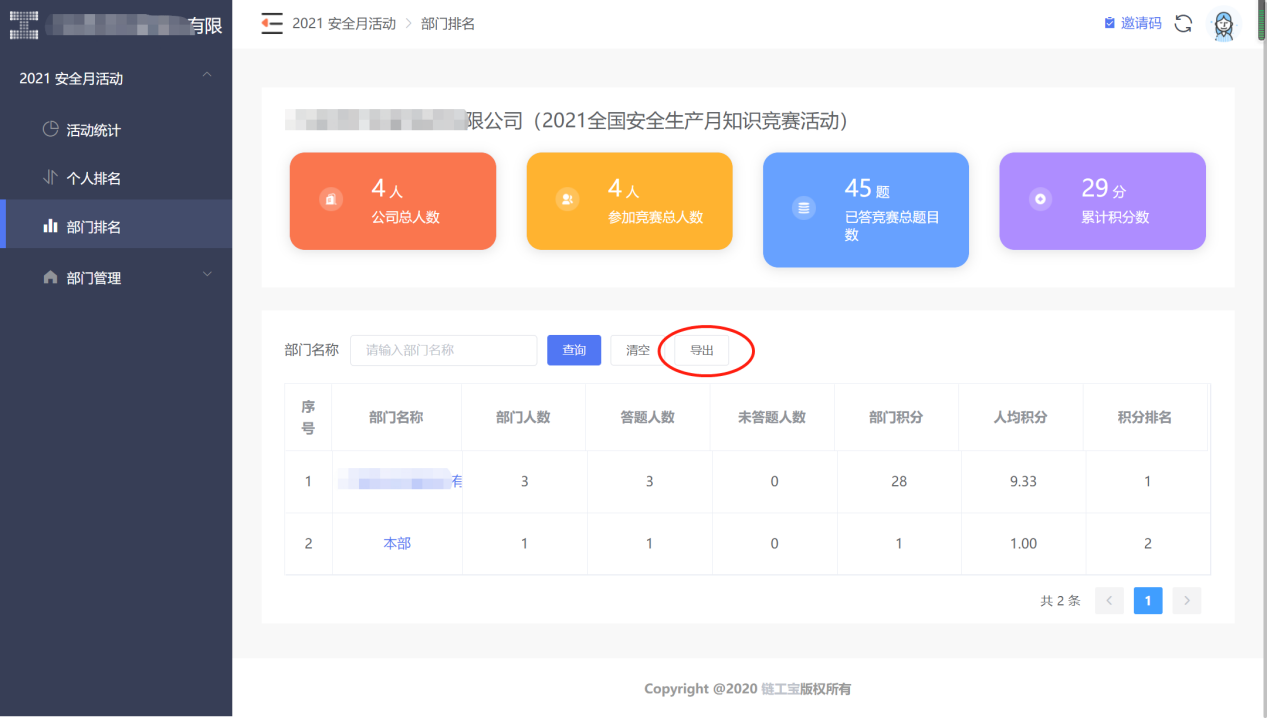 有限
2021 安全月活动
活动统计
个人排名
部门排名
部门管理
2021 安全月活动 > 部门排名
邀请码
限公司（2021全国安全生产月知识竞赛活动）
4 人
公司总人数
4 人
参加竞赛总人数
45 题
已答竞赛总题目
数
29 分
累计积分数
部门名称 请输入部门名称 查询 清空 导出
序号 部门名称 部门人数 答题人数 未答题人数 部门积分 人均积分 积分排名
1 有 3 3 0 28 9.33 1
2 本部 1 1 0 1 1.00 2
共 2 条 < 1 >
Copyright @2020 链工宝版权所有